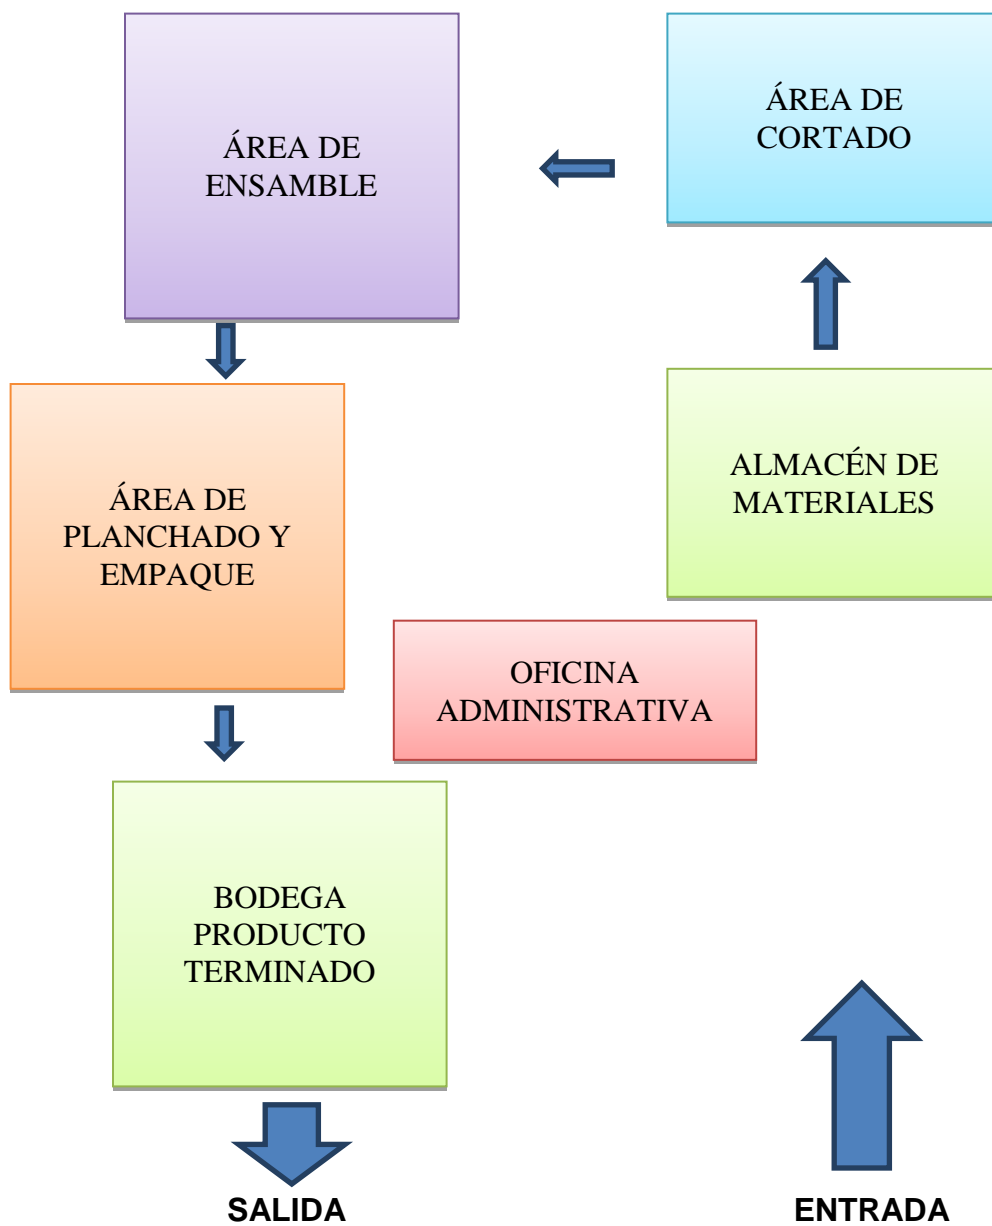 ÁREA DE
ENSAMBLE
ÁREA DE
CORTADO
ÁREA DE
PLANCHADO Y
EMPAQUE
ALMACÉN DE
MATERIALES
OFICINA
ADMINISTRATIVA
BODEGA
PRODUCTO
TERMINADO
SALIDA
ENTRADA